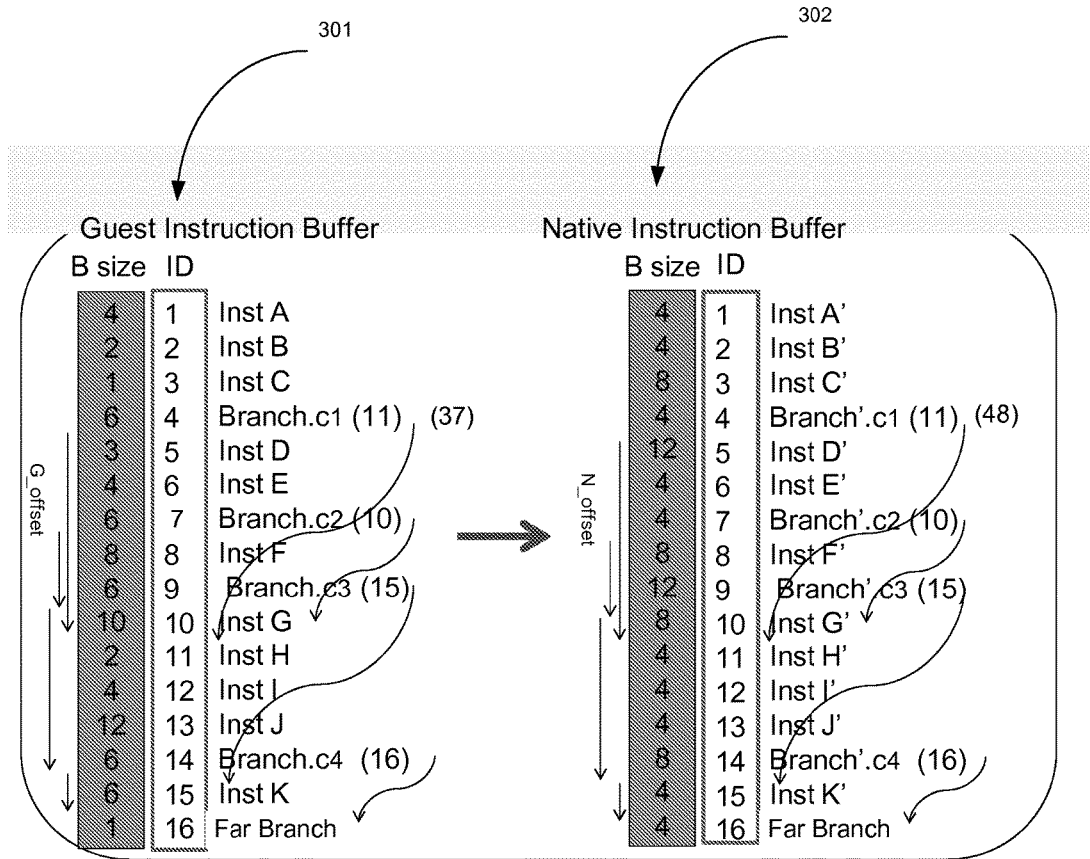 301
302
Guest Instruction Buffer
B size ID
4 1 Inst A
2 2 Inst B
1 3 Inst C
6 4 Branch.c1 (11) (37)
3 5 Inst D
4 6 Inst E
6 7 Branch.c2 (10)
8 8 Inst F
6 9 Branch.c3 (15)
10 10 Inst G
2 11 Inst H
4 12 Inst I
12 13 Inst J
6 14 Branch.c4 (16)
6 15 Inst K
1 16 Far Branch
G_offset
Native Instruction Buffer
B size ID
4 1 Inst A'
4 2 Inst B'
8 3 Inst C'
4 4 Branch'.c1 (11) (48)
12 5 Inst D'
4 6 Inst E'
4 7 Branch'.c2 (10)
8 8 Inst F'
12 9 Branch'.c3 (15)
8 10 Inst G'
4 11 Inst H'
4 12 Inst I'
4 13 Inst J'
8 14 Branch'.c4 (16)
4 15 Inst K'
4 16 Far Branch
N_offset